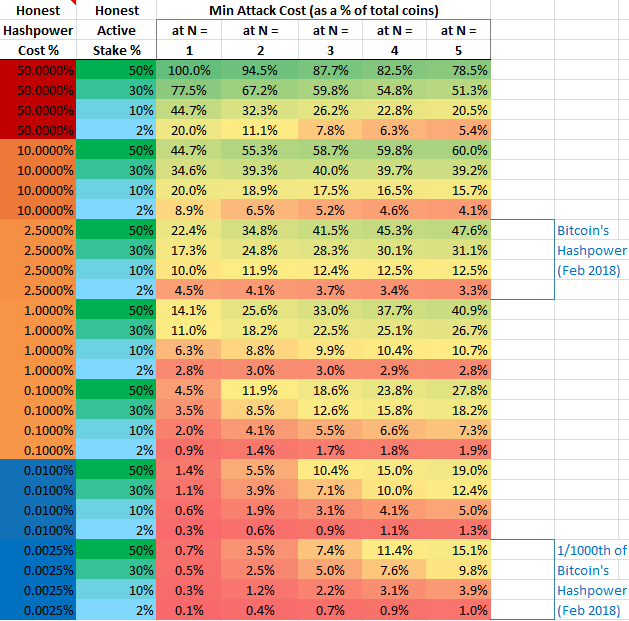 Honest Honest Min Attack Cost (as a % of total coins)
Hashpower Active at N = at N = at N = at N = at N =
Cost % Stake % 1 2 3 4 5
50.0000% 50% 100.0% 94.5% 87.7% 82.5% 78.5%
50.0000% 30% 77.5% 67.2% 59.8% 54.8% 51.3%
50.0000% 10% 44.7% 32.3% 26.2% 22.8% 20.5%
50.0000% 2% 20.0% 11.1% 7.8% 6.3% 5.4%
10.0000% 50% 44.7% 55.3% 58.7% 59.8% 60.0%
10.0000% 30% 34.6% 39.3% 40.0% 39.7% 39.2%
10.0000% 10% 20.0% 18.9% 17.5% 16.5% 15.7%
10.0000% 2% 8.9% 6.5% 5.2% 4.6% 4.1%
2.5000% 50% 22.4% 34.8% 41.5% 45.3% 47.6% Bitcoin's
2.5000% 30% 17.3% 24.8% 28.3% 30.1% 31.1% Hashpower
2.5000% 10% 10.0% 11.9% 12.4% 12.5% 12.5% (Feb 2018)
2.5000% 2% 4.5% 4.1% 3.7% 3.4% 3.3%
1.0000% 50% 14.1% 25.6% 33.0% 37.7% 40.9%
1.0000% 30% 11.0% 18.2% 22.5% 25.1% 26.7%
1.0000% 10% 6.3% 8.8% 9.9% 10.4% 10.7%
1.0000% 2% 2.8% 3.0% 3.0% 2.9% 2.8%
0.1000% 50% 4.5% 11.9% 18.6% 23.8% 27.8%
0.1000% 30% 3.5% 8.5% 12.6% 15.8% 18.2%
0.1000% 10% 2.0% 4.1% 5.5% 6.6% 7.3%
0.1000% 2% 0.9% 1.4% 1.7% 1.8% 1.9%
0.0100% 50% 1.4% 5.5% 10.4% 15.0% 19.0%
0.0100% 30% 1.1% 3.9% 7.1% 10.0% 12.4%
0.0100% 10% 0.6% 1.9% 3.1% 4.1% 5.0%
0.0100% 2% 0.3% 0.6% 0.9% 1.1% 1.3%
0.0025% 50% 0.7% 3.5% 7.4% 11.4% 15.1% 1/1000th of
0.0025% 30% 0.5% 2.5% 5.0% 7.6% 9.8% Bitcoin's
0.0025% 10% 0.3% 1.2% 2.2% 3.1% 3.9% Hashpower
0.0025% 2% 0.1% 0.4% 0.7% 0.9% 1.0% (Feb 2018)